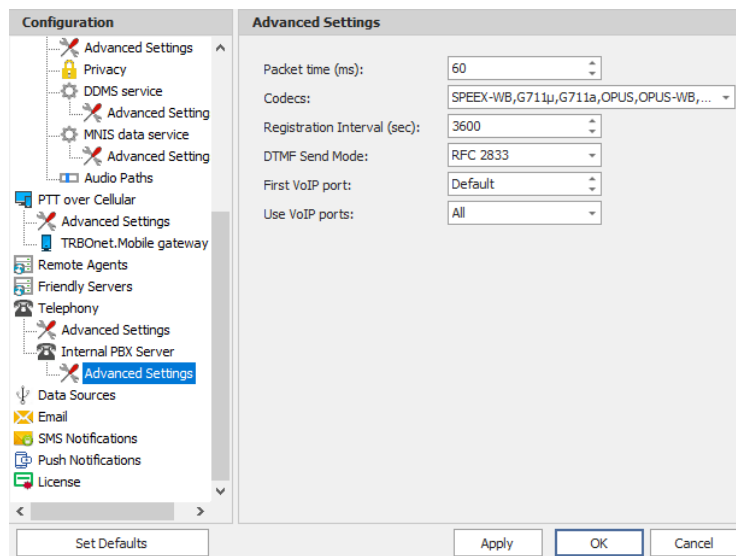 Configuration
Advanced Settings
Privacy
DDMS service
Advanced Setting
MNIS data service
Advanced Setting
Audio Paths
PTT over Cellular
Advanced Settings
TRBOnet.Mobile gateway
Remote Agents
Friendly Servers
Telephony
Advanced Settings
Internal PBX Server
Advanced Settings
Data Sources
Email
SMS Notifications
Push Notifications
License
Set Defaults
Advanced Settings
Packet time (ms): 60
Codecs: SPEEX-WB,G711μ,G711a,OPUS,OPUS-WB,...
Registration Interval (sec): 3600
DTMF Send Mode: RFC 2833
First VoIP port: Default
Use VoIP ports: All
Apply OK Cancel